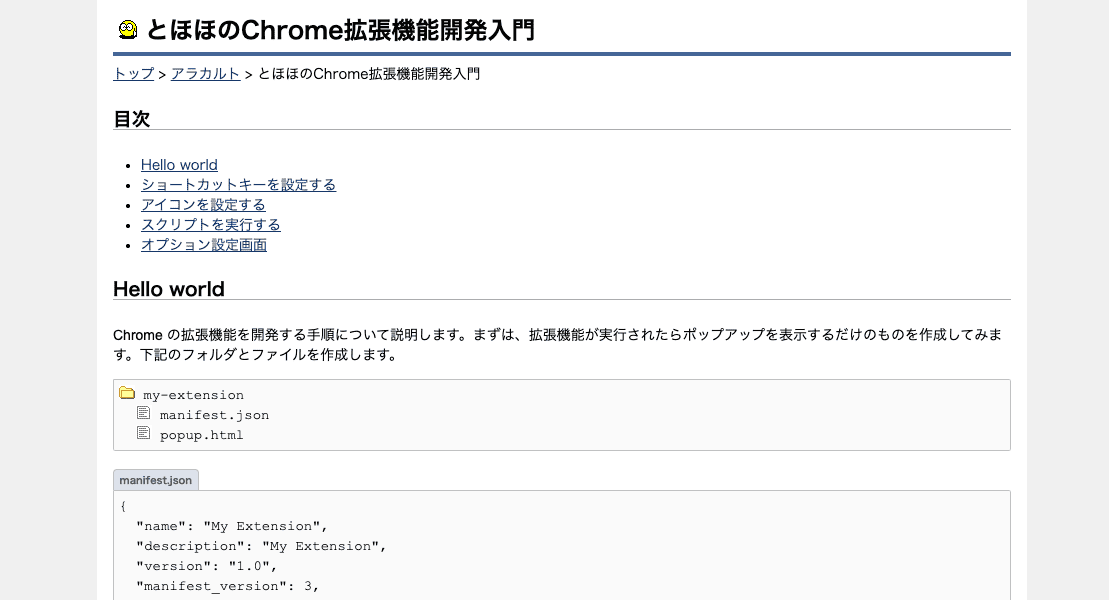 とほほのChrome拡張機能開発入門
トップ > アラカルト > とほほのChrome拡張機能開発入門
目次
Hello world
ショートカットキーを設定する
アイコンを設定する
スクリプトを実行する
オプション設定画面
Hello world
Chrome の拡張機能を開発する手順について説明します。まずは、拡張機能が実行されたらポップアップを表示するだけのものを作成してみま
す。下記のフォルダとファイルを作成します。
my-extension
manifest.json
popup.html
manifest.json
{
"name": "My Extension",
"description": "My Extension",
"version": "1.0",
"manifest_version": 3,